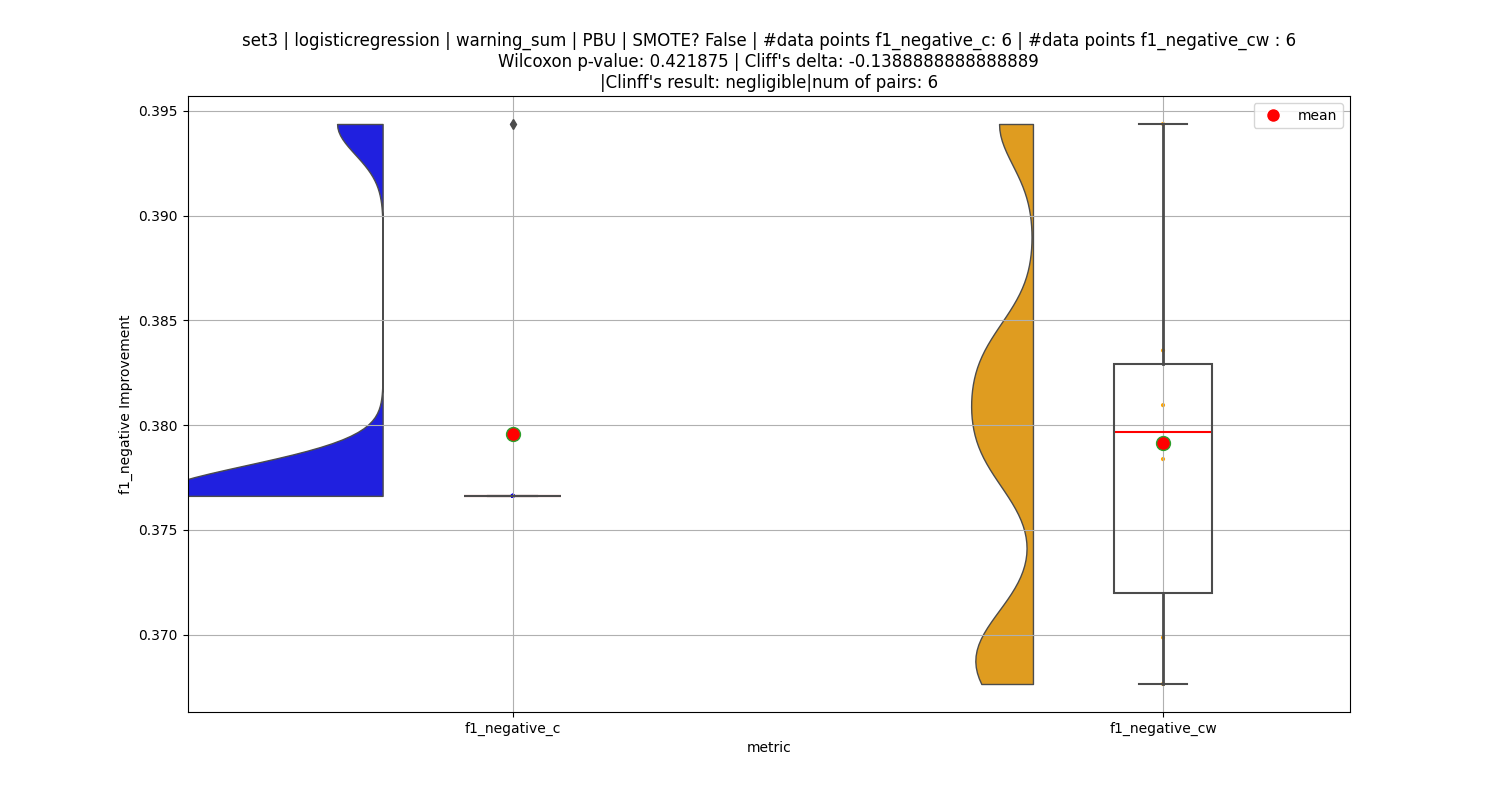 set3 | logisticregression | warning_sum | PBU | SMOTE? False | #data points f1_negative_c: 6 | #data points f1_negative_cw : 6
Wilcoxon p-value: 0.421875 | Cliff's delta: -0.1388888888888889
|Clinff's result: negligible|num of pairs: 6
mean
0.395
0.390
0.385
0.380
0.375
0.370
f1_negative Improvement
f1_negative_c
f1_negative_cw
metric